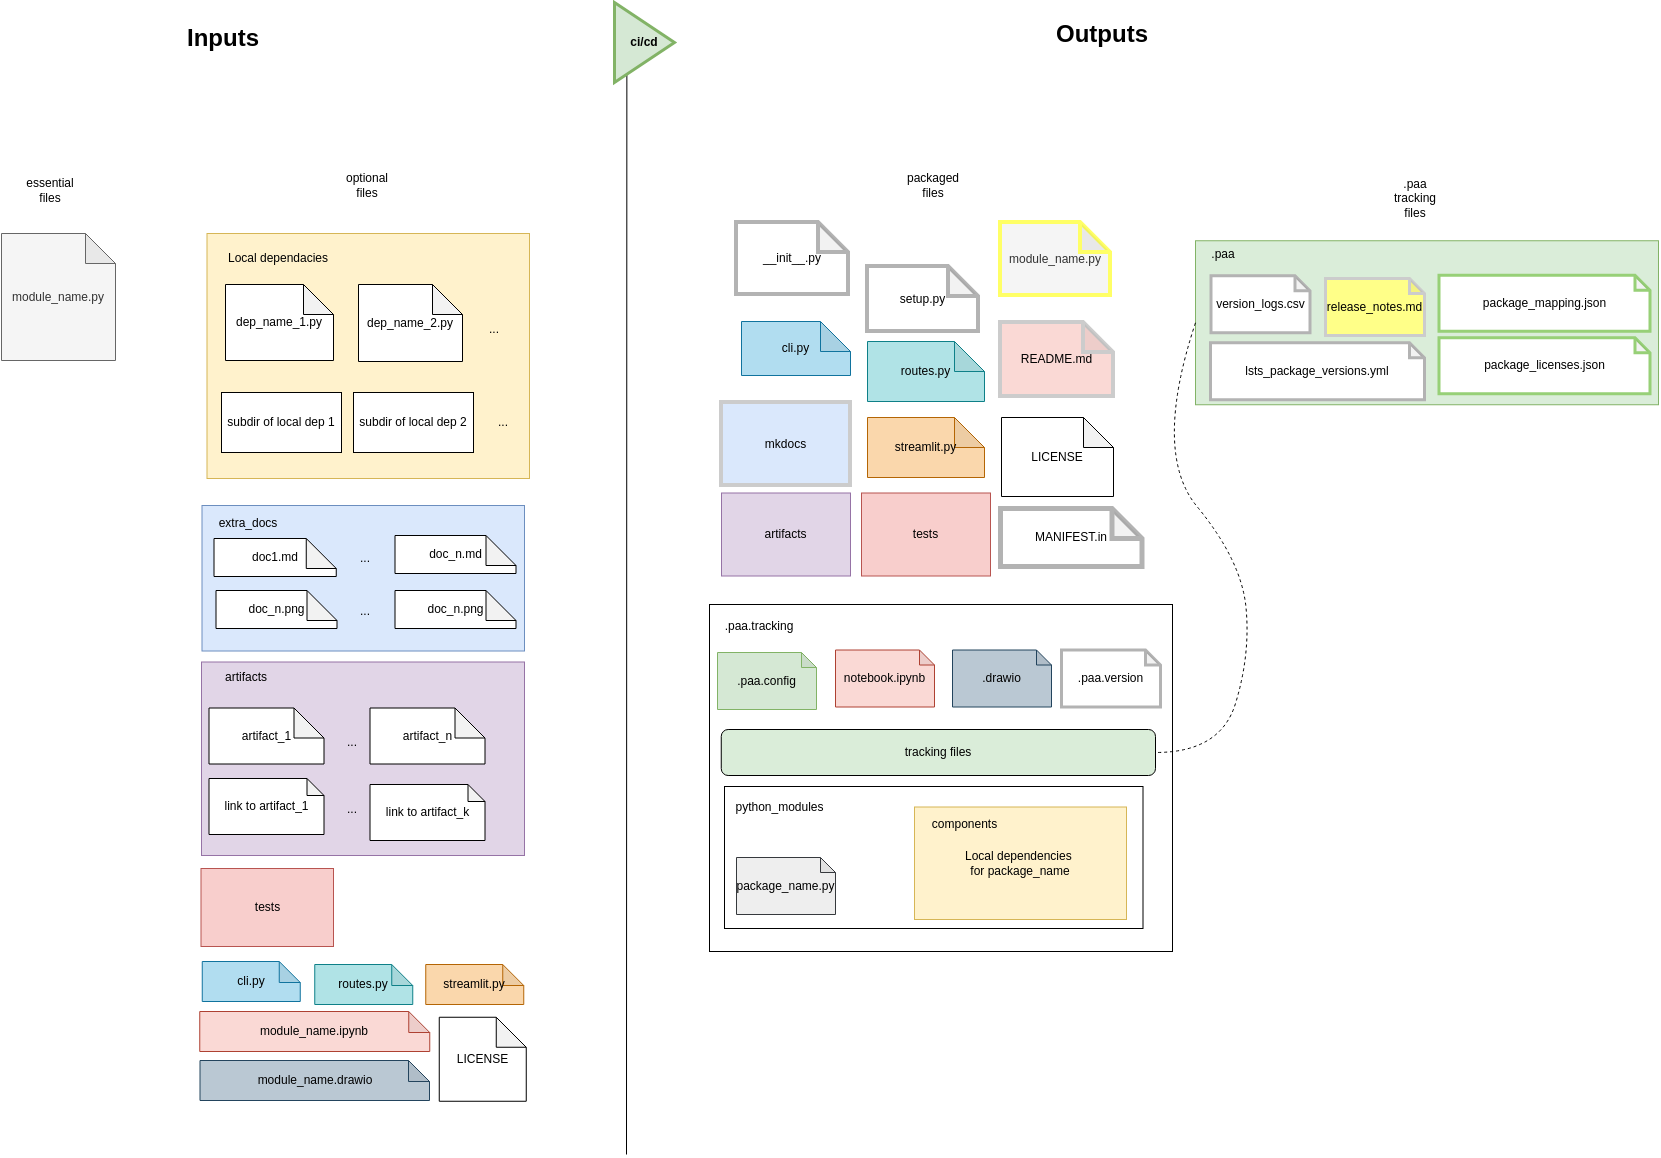 Inputs
ci/cd
Outputs
essential
files
optional
files
packaged
files
.paa
tracking
files
module_name.py
Local dependacies
dep_name_1.py
dep_name_2.py
...
subdir of local dep 1
subdir of local dep 2
...
extra_docs
doc1.md
...
doc_n.md
doc_n.png
...
doc_n.png
artifacts
artifact_1
...
artifact_n
link to artifact_1
...
link to artifact_k
tests
cli.py
routes.py
streamlit.py
module_name.ipynb
LICENSE
module_name.drawio
__init__.py
module_name.py
setup.py
cli.py
README.md
routes.py
mkdocs
streamlit.py
LICENSE
artifacts
tests
MANIFEST.in
.paa.tracking
.paa.config
notebook.ipynb
.drawio
.paa.version
tracking files
python_modules
components
Local dependencies
for package_name
package_name.py
.paa
version_logs.csv
release_notes.md
package_mapping.json
lsts_package_versions.yml
package_licenses.json